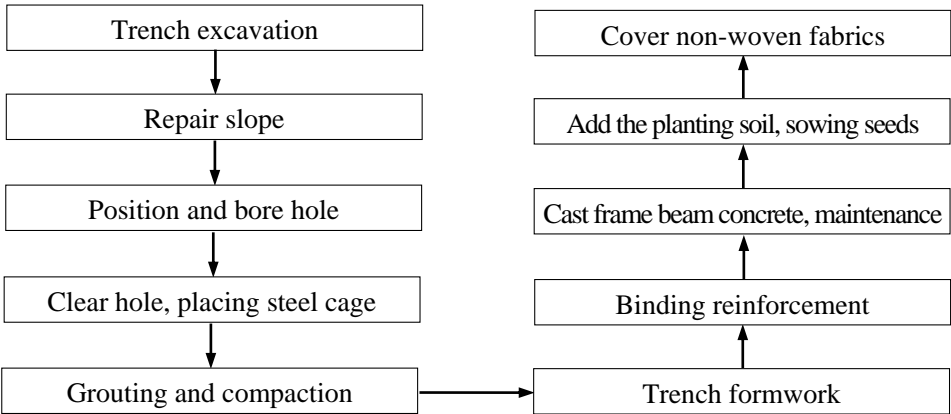 Trench excavation
Repair slope
Position and bore hole
Clear hole, placing steel cage
Grouting and compaction
Trench formwork
Binding reinforcement
Cast frame beam concrete, maintenance
Add the planting soil, sowing seeds
Cover non-woven fabrics